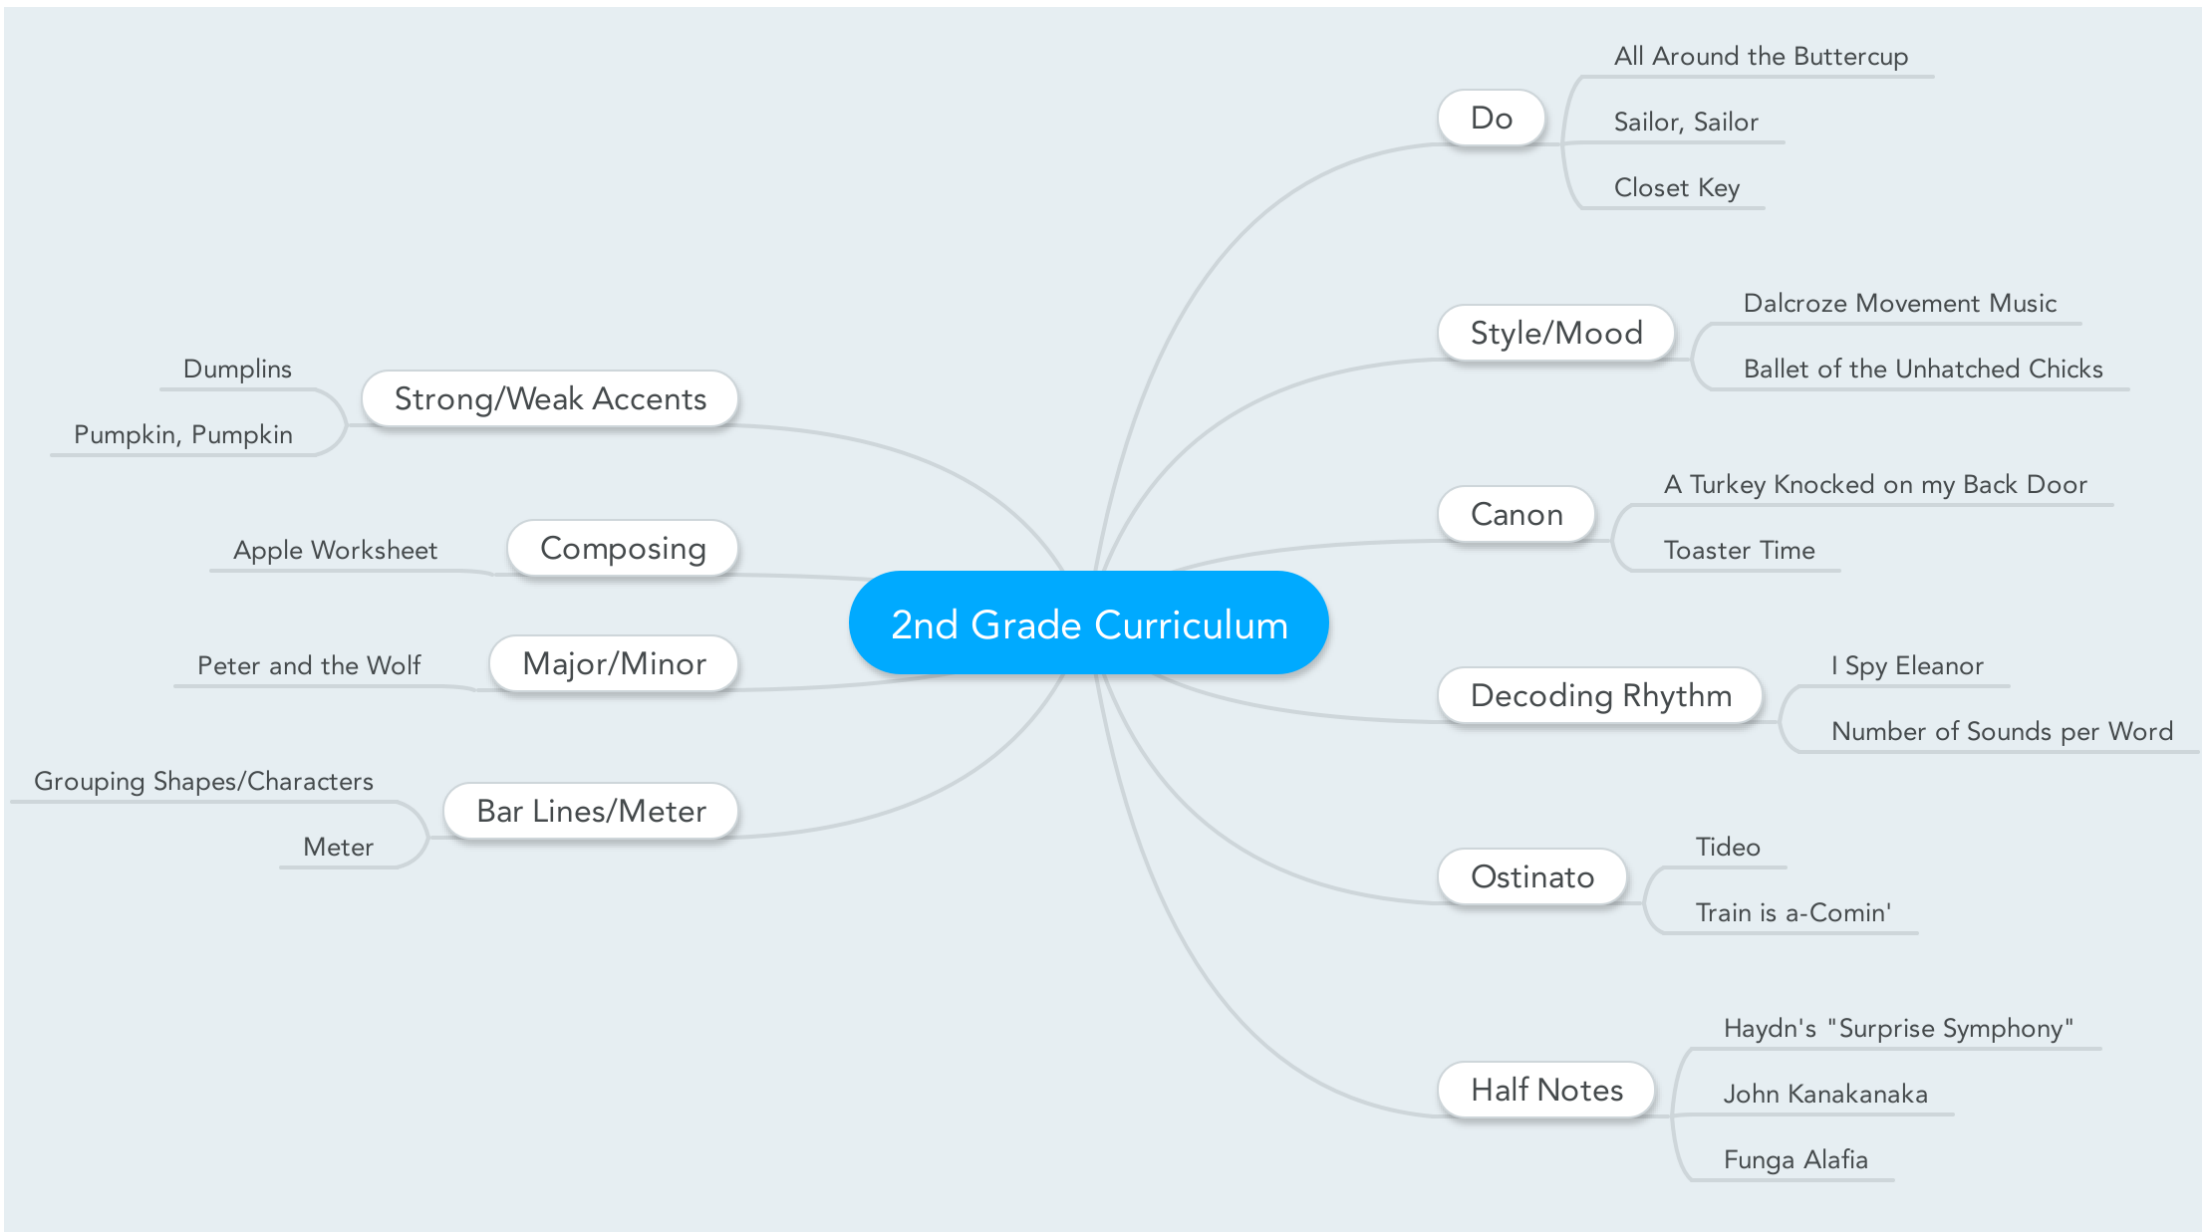 2nd Grade Curriculum
Do
All Around the Buttercup
Sailor, Sailor
Closet Key
Style/Mood
Dalcroze Movement Music
Ballet of the Unhatched Chicks
Canon
A Turkey Knocked on my Back Door
Toaster Time
Decoding Rhythm
I Spy Eleanor
Number of Sounds per Word
Ostinato
Tideo
Train is a-Comin'
Half Notes
Haydn's "Surprise Symphony"
John Kanakanaka
Funga Alafia
Strong/Weak Accents
Dumplins
Pumpkin, Pumpkin
Composing
Apple Worksheet
Major/Minor
Peter and the Wolf
Bar Lines/Meter
Grouping Shapes/Characters
Meter